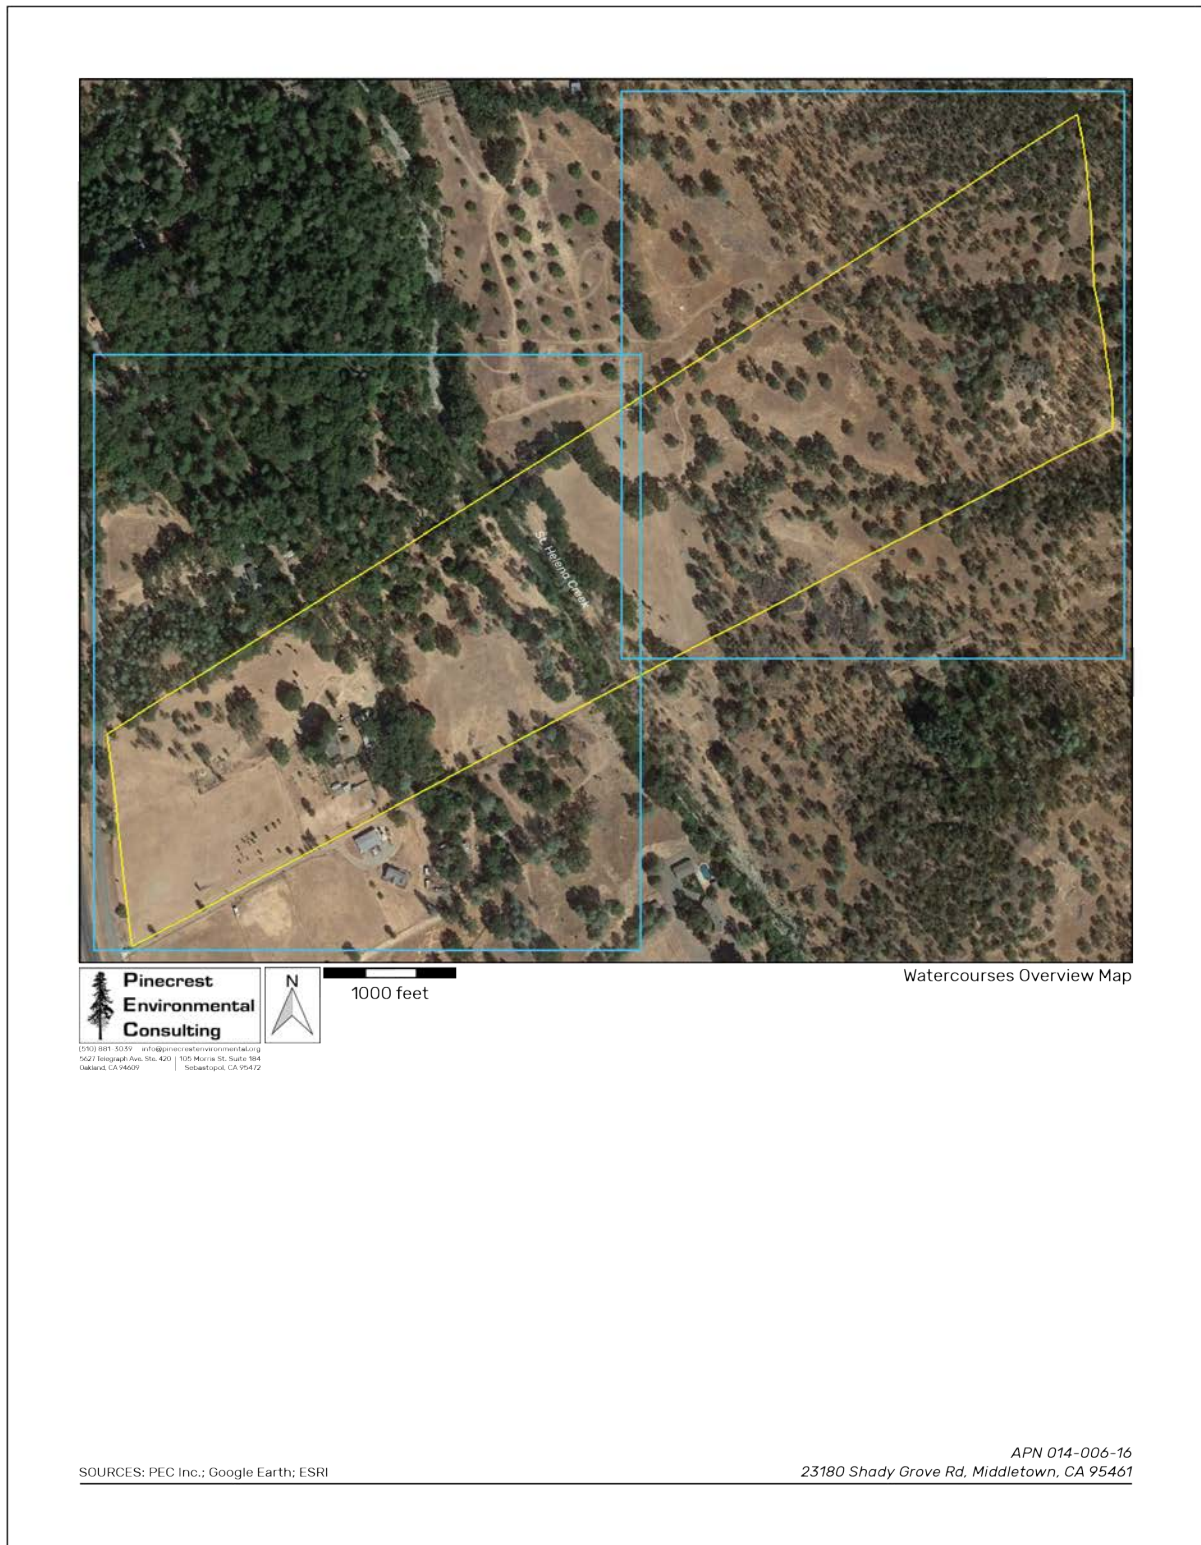 St. Helena Creek
Pinecrest
Environmental
Consulting
N
1000 feet
Watercourses Overview Map
(510) 881-3039 info@pinecrestenvironmental.org
5627 Telegraph Ave. Ste. 420 | 105 Morris St. Suite 184
Oakland, CA 94609 | Sebastopol, CA 95472
APN 014-006-16
SOURCES: PEC Inc.; Google Earth; ESRI
23180 Shady Grove Rd, Middletown, CA 95461